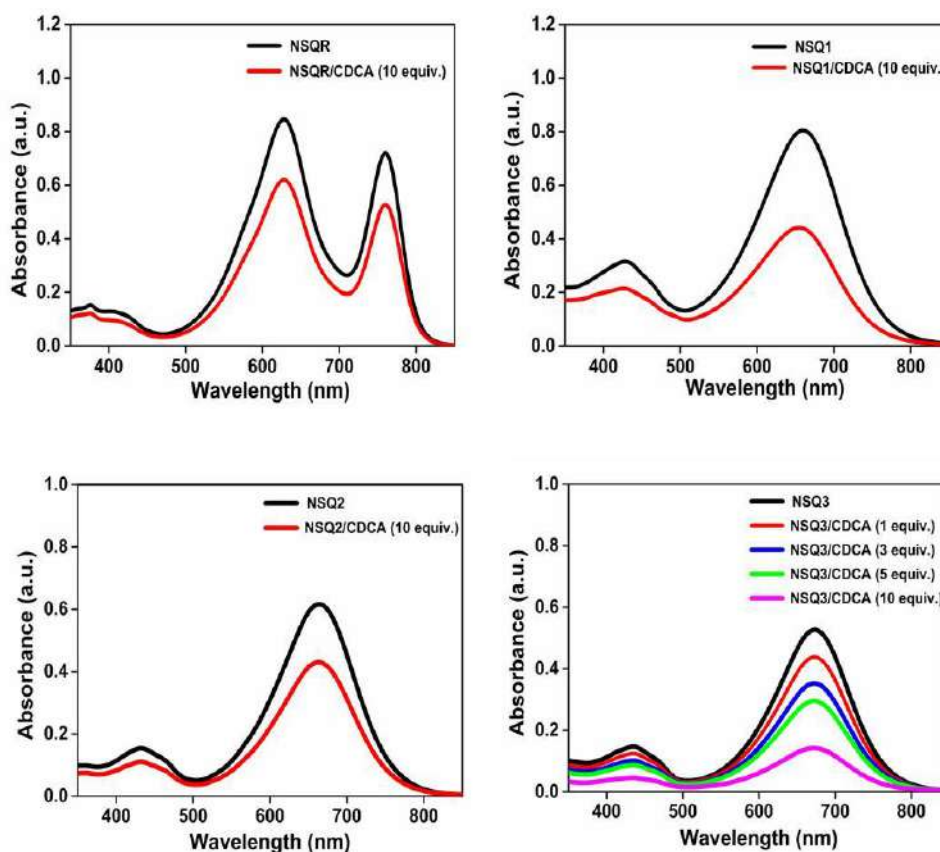 NSQR
NSQR/CDCA (10 equiv.)
1.2
1.0
0.8
0.6
0.4
0.2
0.0
Absorbance (a.u.)
400 500 600 700 800
Wavelength (nm)
NSQ1
NSQ1/CDCA (10 equiv.
1.2
1.0
0.8
0.6
0.4
0.2
0.0
Absorbance (a.u.)
400 500 600 700 800
Wavelength (nm)
NSQ2
NSQ2/CDCA (10 equiv.)
1.0
0.8
0.6
0.4
0.2
0.0
Absorbance (a.u.)
400 500 600 700 800
Wavelength (nm)
NSQ3
NSQ3/CDCA (1 equiv.)
NSQ3/CDCA (3 equiv.)
NSQ3/CDCA (5 equiv.)
NSQ3/CDCA (10 equiv.)
1.0
0.8
0.6
0.4
0.2
0.0
Absorbance (a.u.)
400 500 600 700 800
Wavelength (nm)